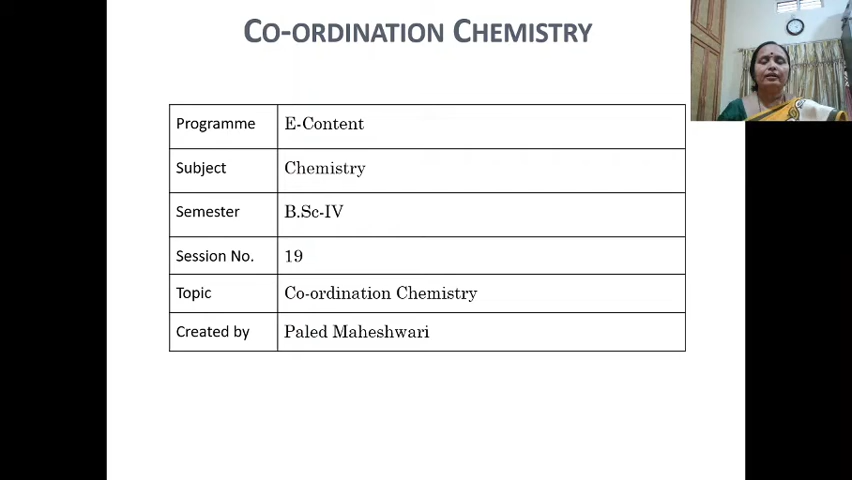 CO-ORDINATION CHEMISTRY
Programme E-Content
Subject Chemistry
Semester B.Sc-IV
Session No. 19
Topic Co-ordination Chemistry
Created by Paled Maheshwari